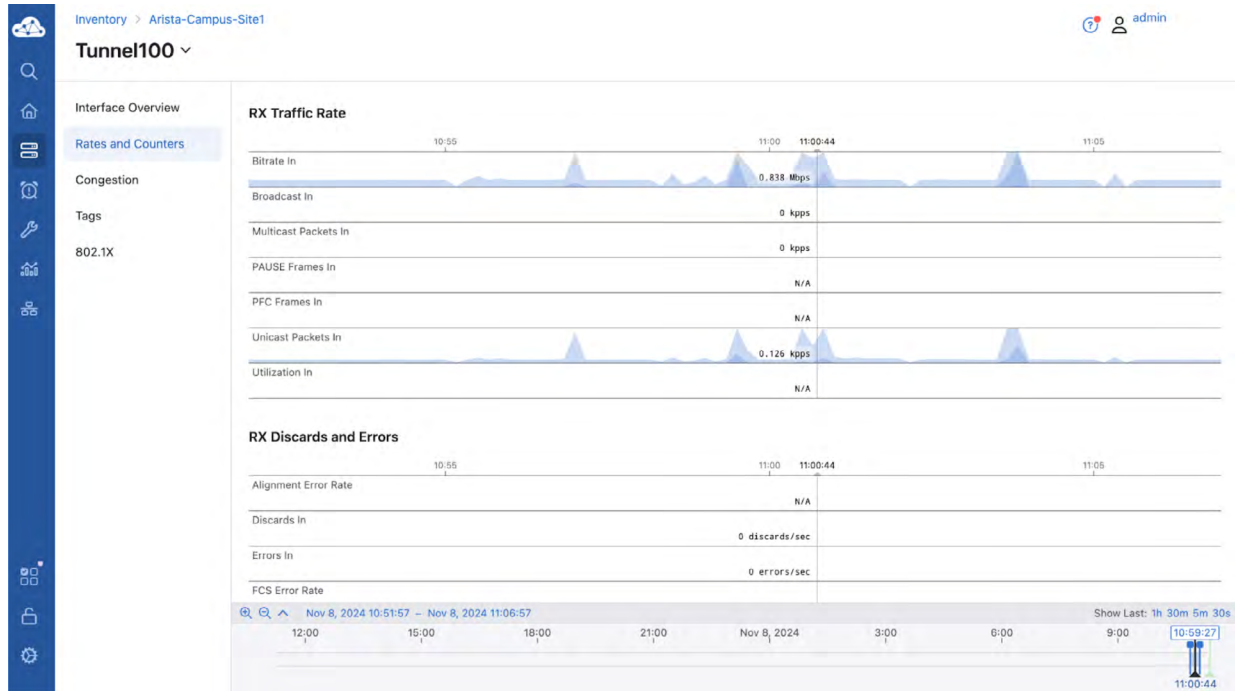 Inventory > Arista-Campus-Site1
admin
Tunnel100
Interface Overview
Rates and Counters
Congestion
Tags
802.1X
RX Traffic Rate
10:55 11:00 11:00:44 11:05
Bitrate In
0.838 Mbps
Broadcast In
0 kpps
Multicast Packets In
0 kpps
PAUSE Frames In
N/A
PFC Frames In
N/A
Unicast Packets In
0.126 kpps
Utilization In
N/A
RX Discards and Errors
10:55 11:00 11:00:44 11:05
Alignment Error Rate
N/A
Discards In
0 discards/sec
Errors In
0 errors/sec
FCS Error Rate
Nov 8, 2024 10:51:57 – Nov 8, 2024 11:06:57
Show Last: 1h 30m 5m 30s
12:00 15:00 18:00 21:00 Nov 8, 2024 3:00 6:00 9:00 10:59:27
11:00:44